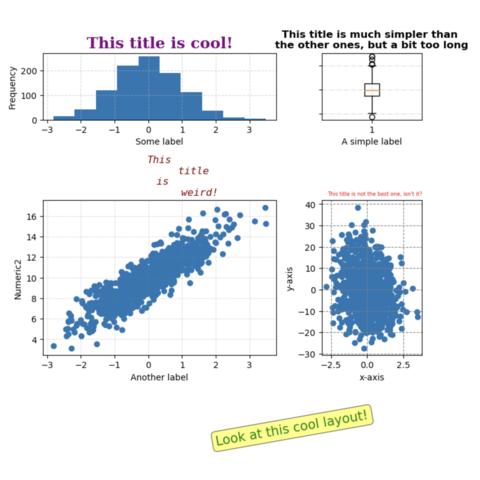 This title is cool!
This title is much simpler than
the other ones, but a bit too long
Frequency
200
100
0
−3 −2 −1 0 1 2 3
Some label
1
A simple label
This
title
is
weird!
This title is not the best one, isn't it?
Numeric2
16
14
12
10
8
6
4
−3 −2 −1 0 1 2 3
Another label
y-axis
40
30
20
10
0
−10
−20
−30
−2.5 0.0 2.5
x-axis
Look at this cool layout!